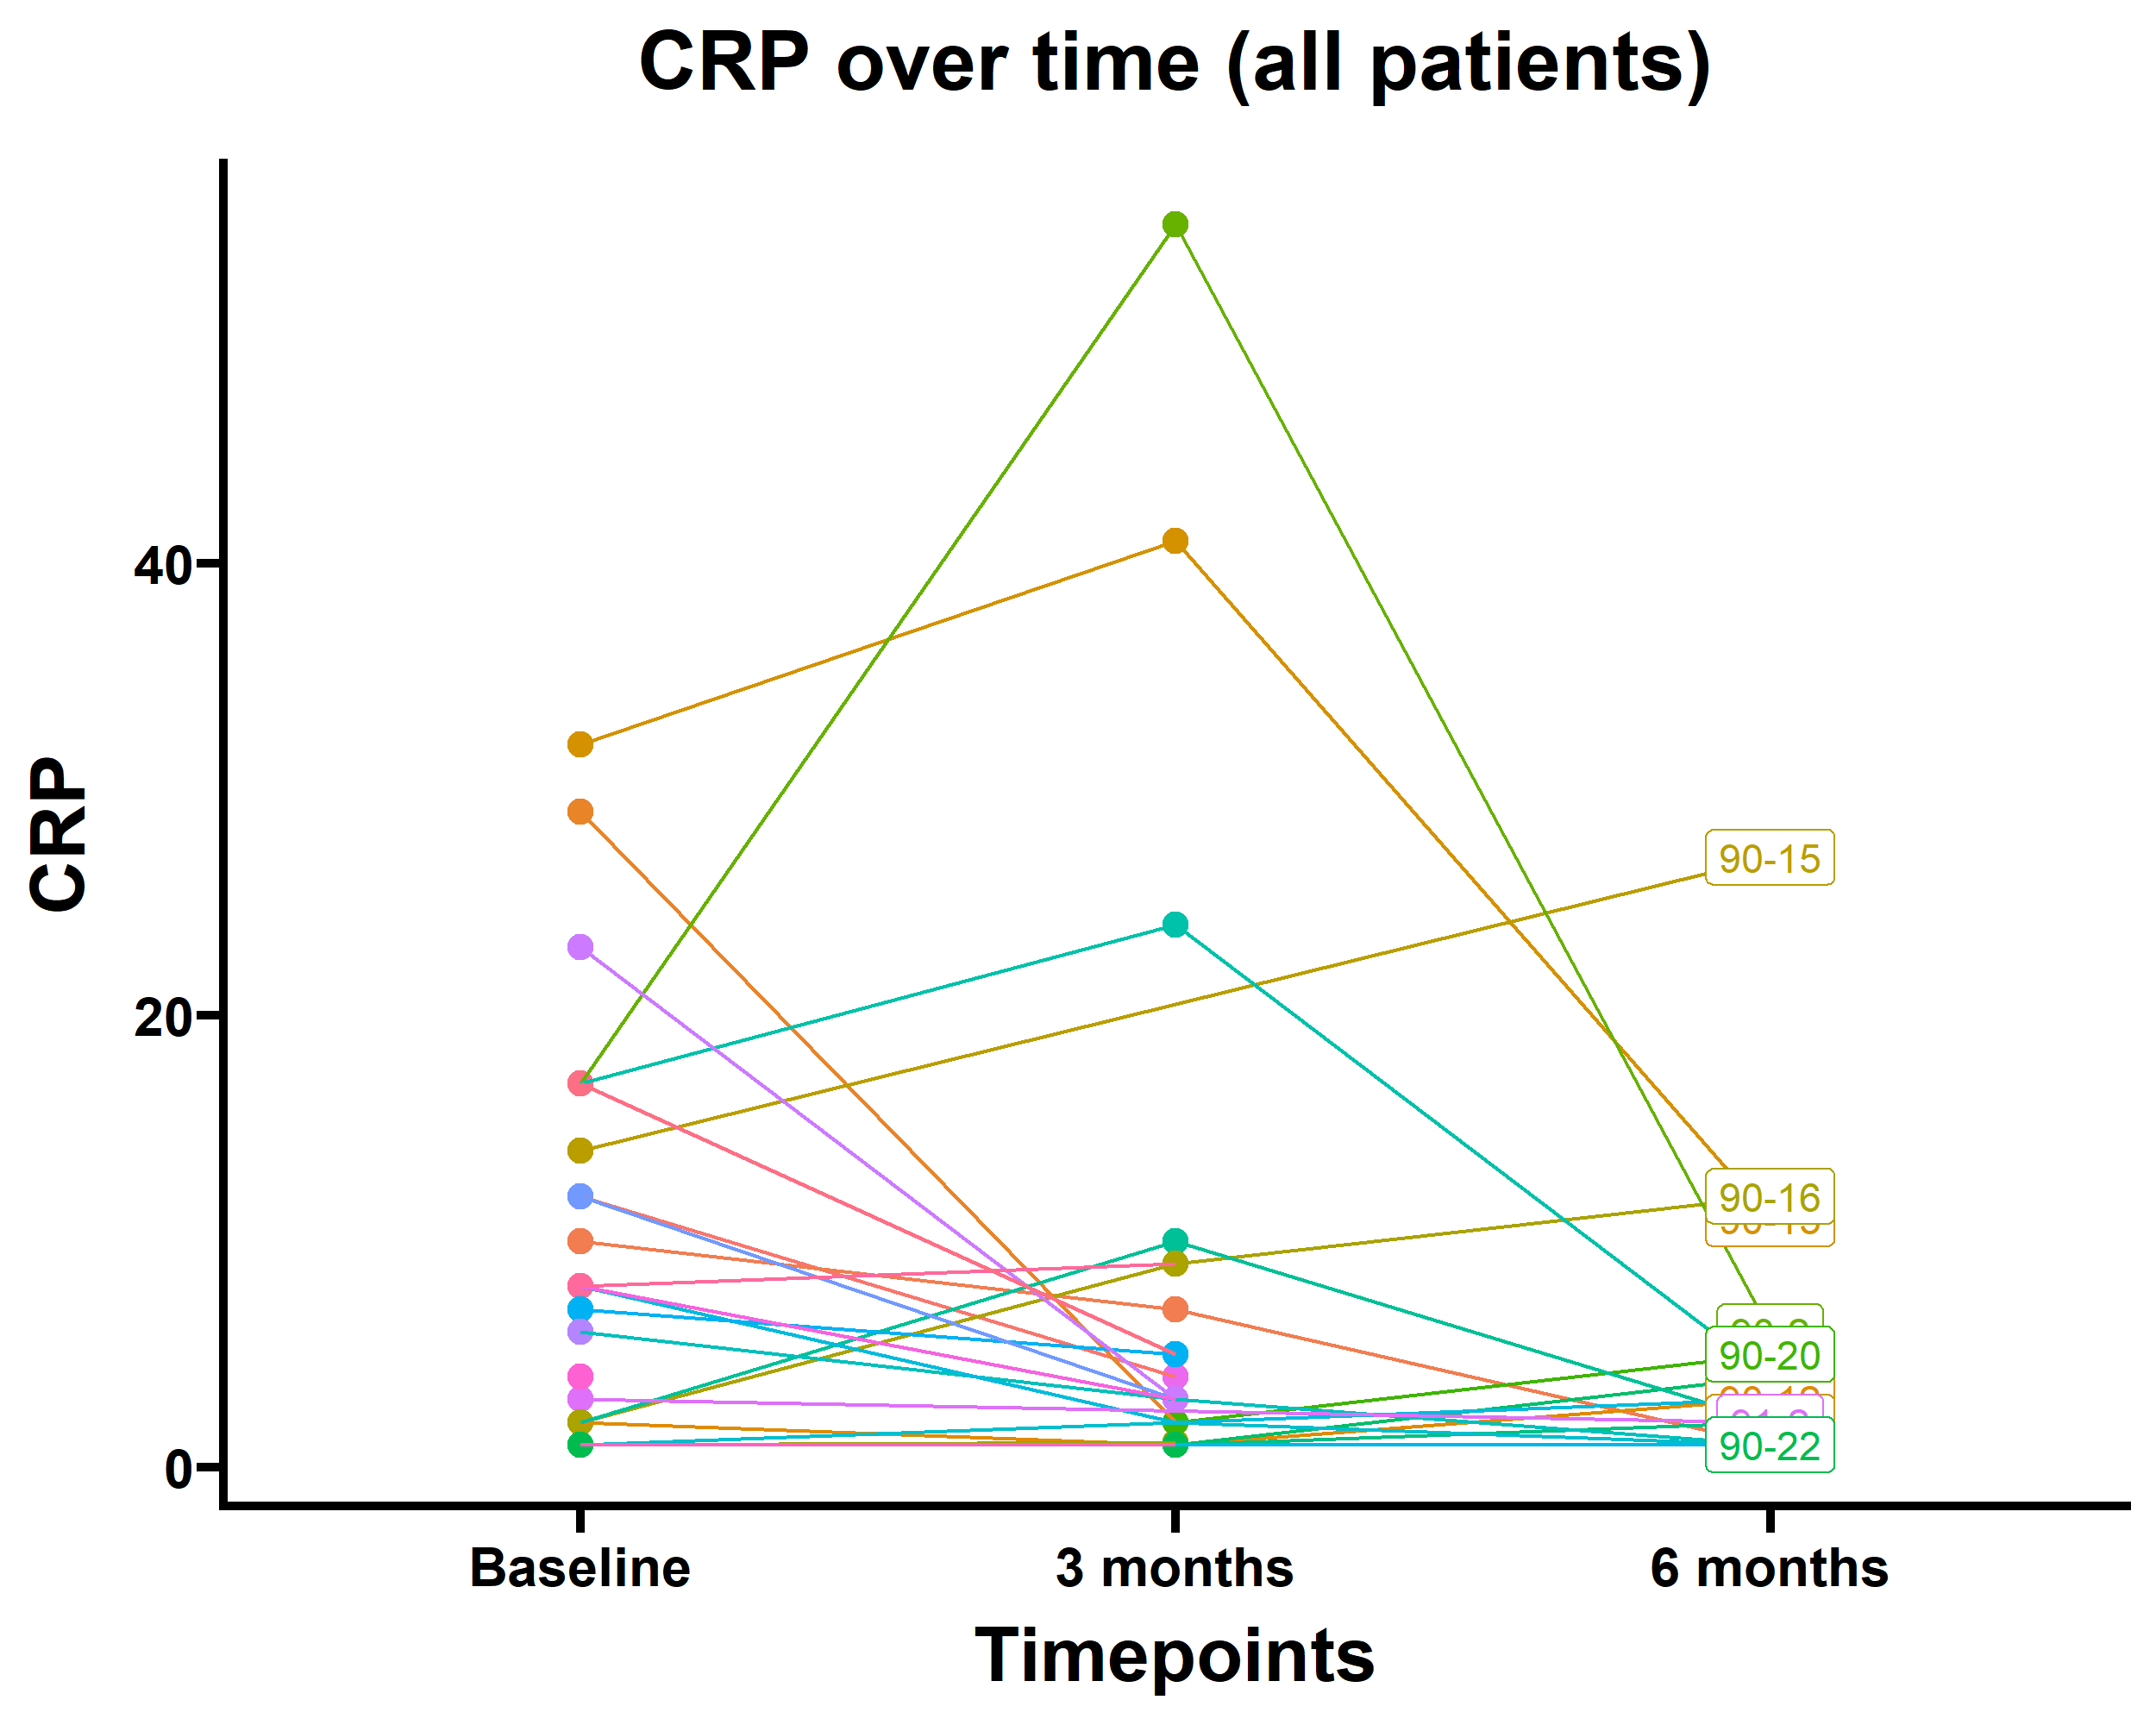 CRP over time (all patients)
CRP
40
20
0
90-15
90-16
90-20
90-22
Baseline
3 months
6 months
Timepoints